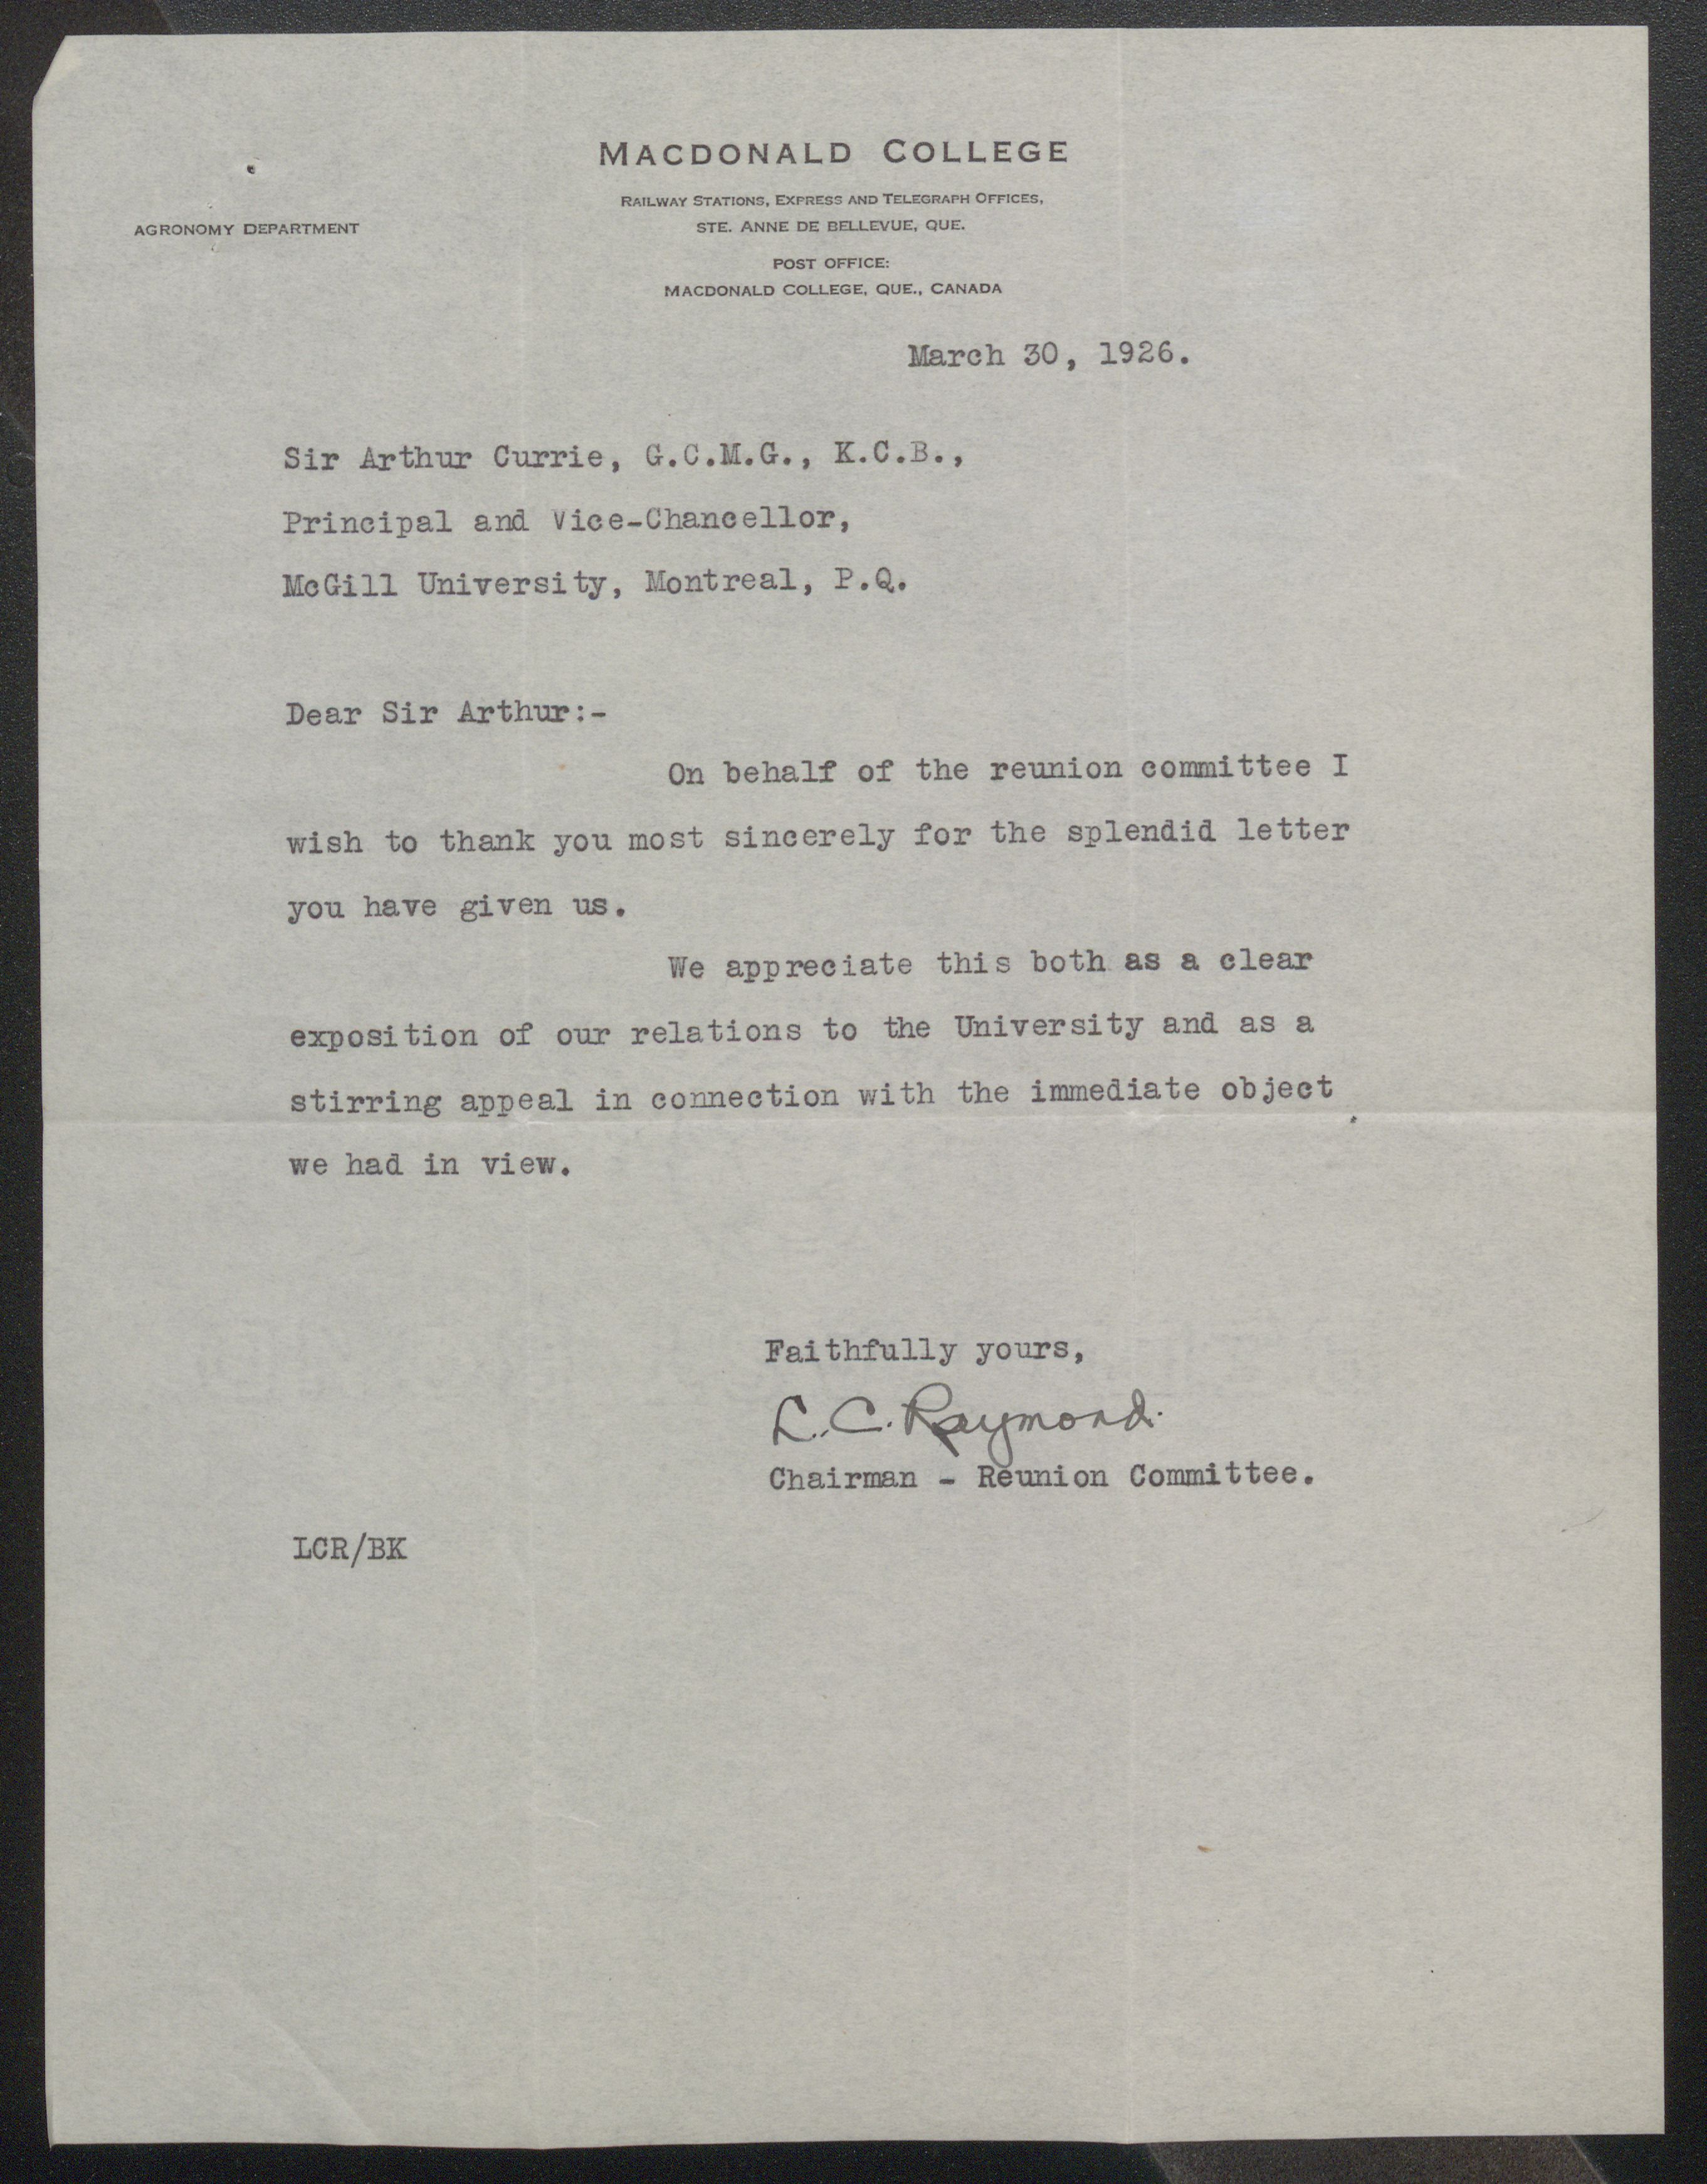 MACDONALD COLLEGE
RAILWAY STATIONS, EXPRESS AND TELEGRAPH OFFICES,
STE. ANNE DE BELLEVUE, QUE.
POST OFFICE:
MACDONALD COLLEGE, QUE., CANADA
AGRONOMY DEPARTMENT
March 30, 1926.
Sir Arthur Currie, G.C.M.G., K.C.B.,
Principal and Vice-Chancellor,
McGill University, Montreal, P.Q.
Dear Sir Arthur:-
On behalf of the reunion committee I
wish to thank you most sincerely for the splendid letter
you have given us.
We appreciate this both as a clear
exposition of our relations to the University and as a
stirring appeal in connection with the immediate object
we had in view.
Faithfully yours,
L. C. Raymond.
Chairman - Reunion Committee.
LCR/BK